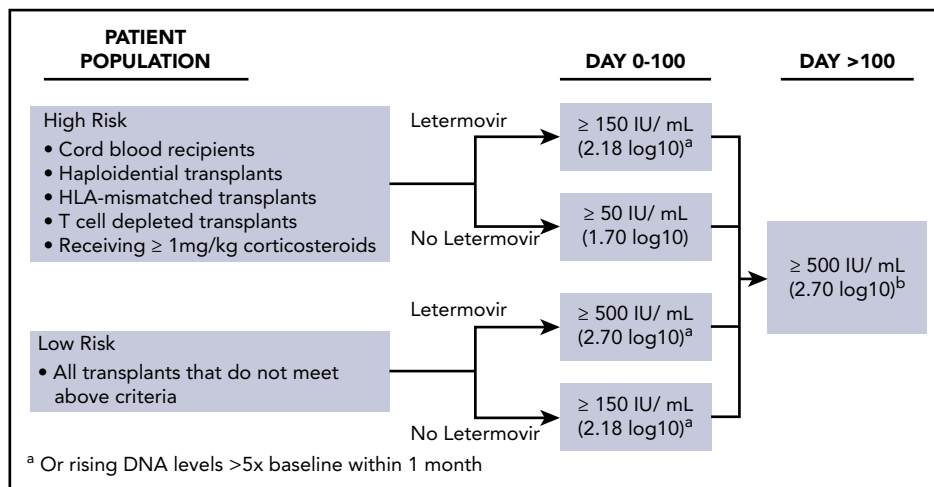 PATIENT
POPULATION
DAY 0-100
DAY >100
High Risk
• Cord blood recipients
• Haploidential transplants
• HLA-mismatched transplants
• T cell depleted transplants
• Receiving ≥ 1mg/kg corticosteroids
Letermovir
≥ 150 IU/ mL
(2.18 log10)a
No Letermovir
≥ 50 IU/mL
(1.70 log10)
≥ 500 IU/ mL
(2.70 log10)b
Low Risk
• All transplants that do not meet
above criteria
Letermovir
≥ 500 IU/ mL
(2.70 log10)a
No Letermovir
≥ 150 IU/ mL
(2.18 log10)a
a Or rising DNA levels >5x baseline within 1 month